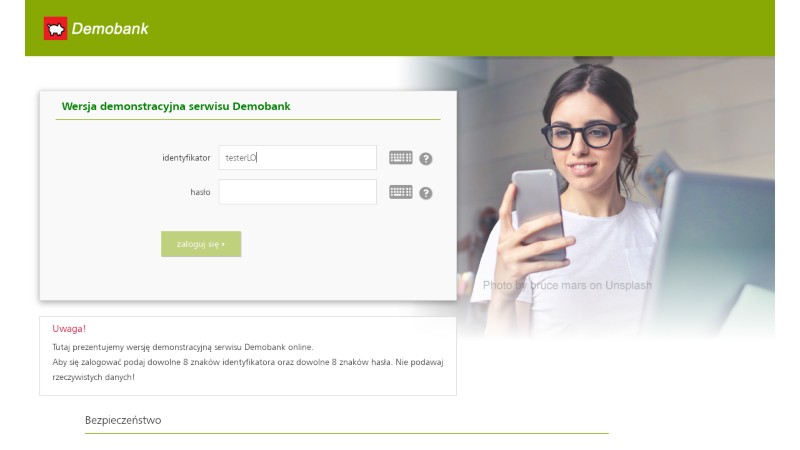 Demobank
Wersja demonstracyjna serwisu Demobank
identyfikator
testerLO
?
hasło
?
zaloguj się ›
Photo by bruce mars on Unsplash
Uwaga!
Tutaj prezentujemy wersję demonstracyjną serwisu Demobank online.
Aby się zalogować podaj dowolne 8 znaków identyfikatora oraz dowolne 8 znaków hasła. Nie podawaj
rzeczywistych danych!
Bezpieczeństwo